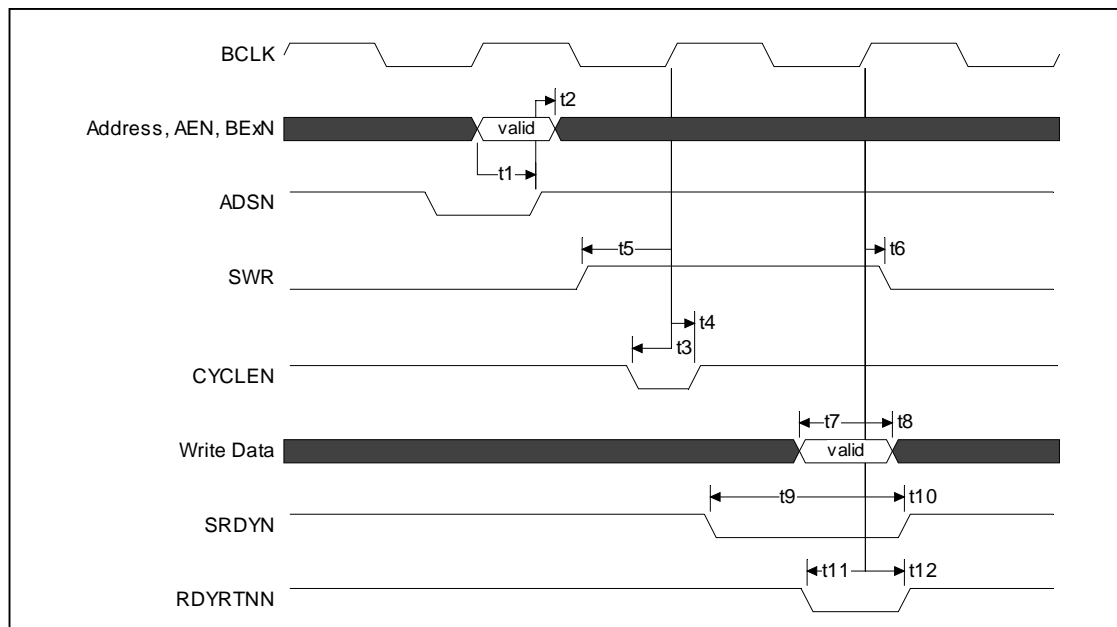 BCLK
t2
Address, AEN, BExN
valid
t1
ADSN
t5
t6
SWR
t4
t3
CYCLEN
t7
t8
Write Data
valid
t9
t10
SRDYN
t11
t12
RDYRTNN